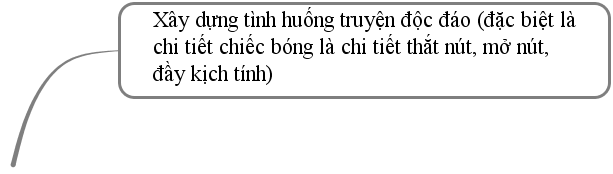 Xây dựng tình huống truyện độc đáo (đặc biệt là
chi tiết chiếc bóng là chi tiết thắt nút, mở nút,
đầy kịch tính)